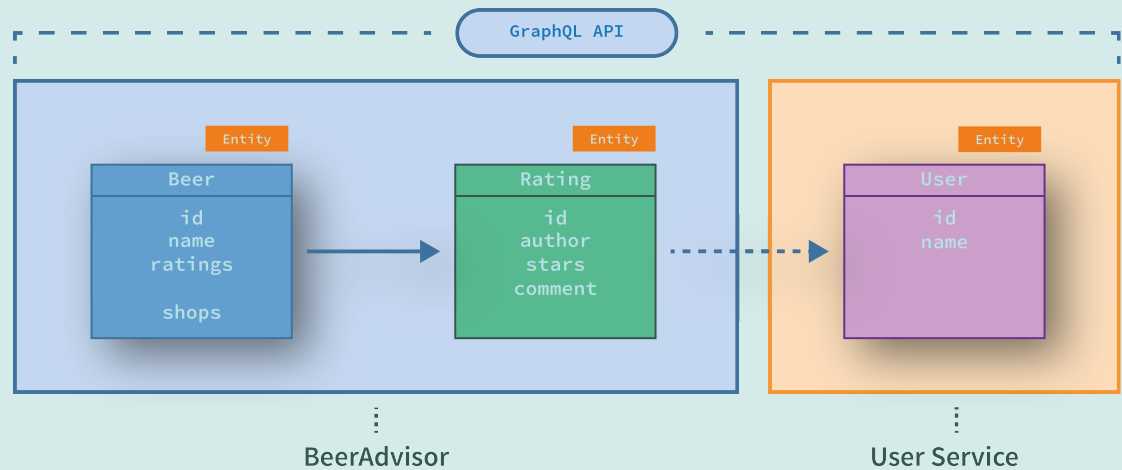 GraphQL API
Entity
Entity
Entity
Beer
Rating
User
id
name
ratings
shops
id
author
stars
comment
id
name
BeerAdvisor
User Service